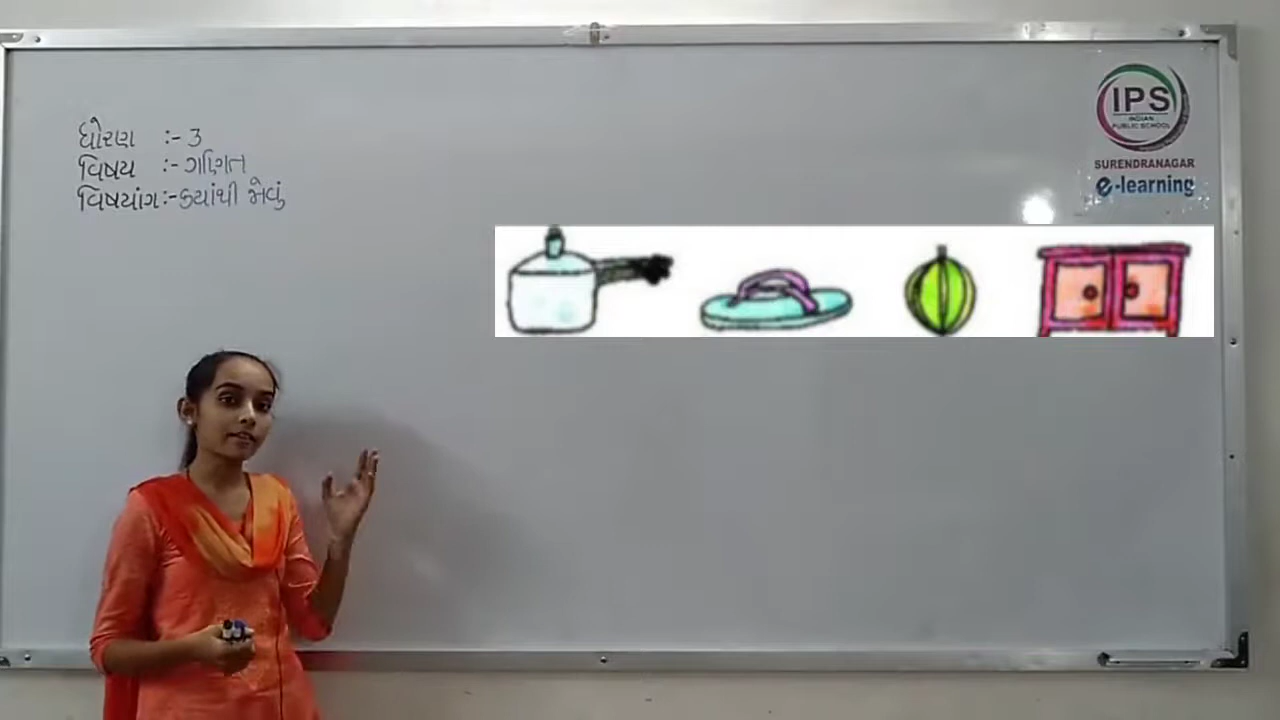 ધોરણ :- 3
વિષય :- ગણિત
વિષયાંગ :- ક્યાંથી જોવું
IPS
INDIAN
PUBLIC SCHOOL
SURENDRANAGAR
e-learning